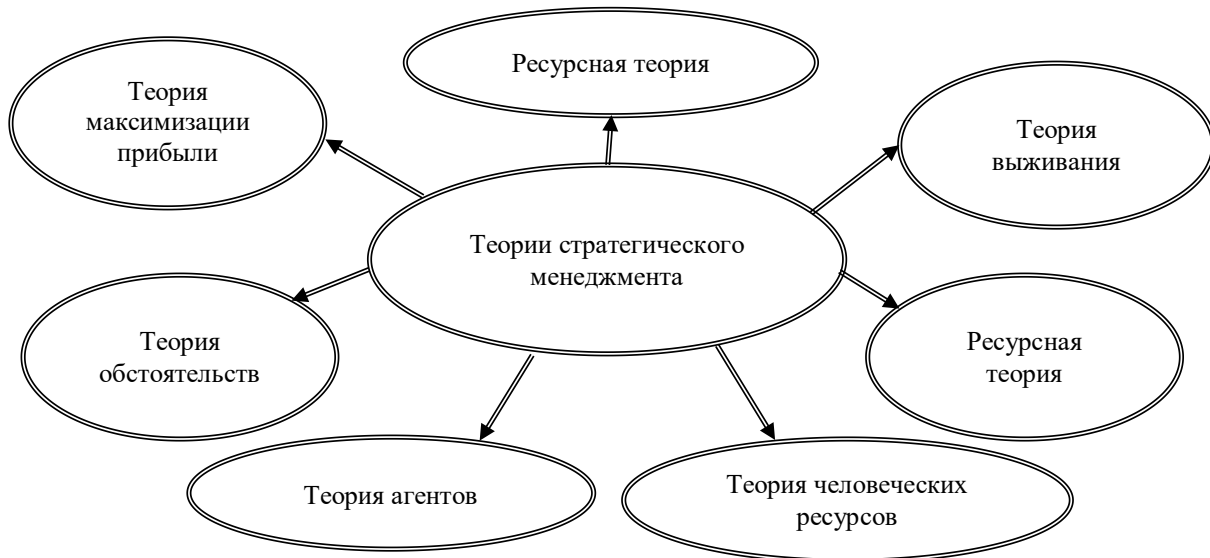 Ресурсная теория
Теория
максимизации
прибыли
Теория
выживания
Теории стратегического
менеджмента
Теория
обстоятельств
Ресурсная
теория
Теория агентов
Теория человеческих
ресурсов